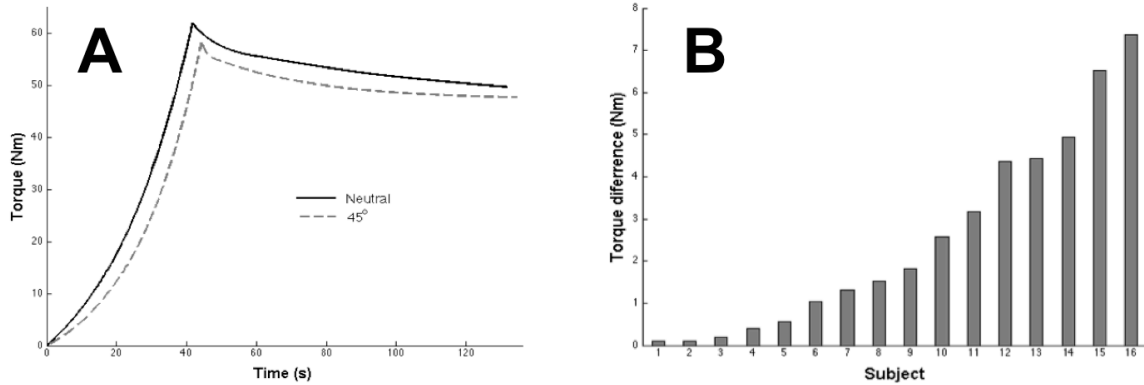 A
Torque (Nm)
60
50
40
30
20
10
0
0 20 40 60 80 100 120
Time (s)
Neutral
45°
B
Torque diferrence (Nm)
8
7
6
5
4
3
2
1
0
1 2 3 4 5 6 7 8 9 10 11 12 13 14 15 16
Subject